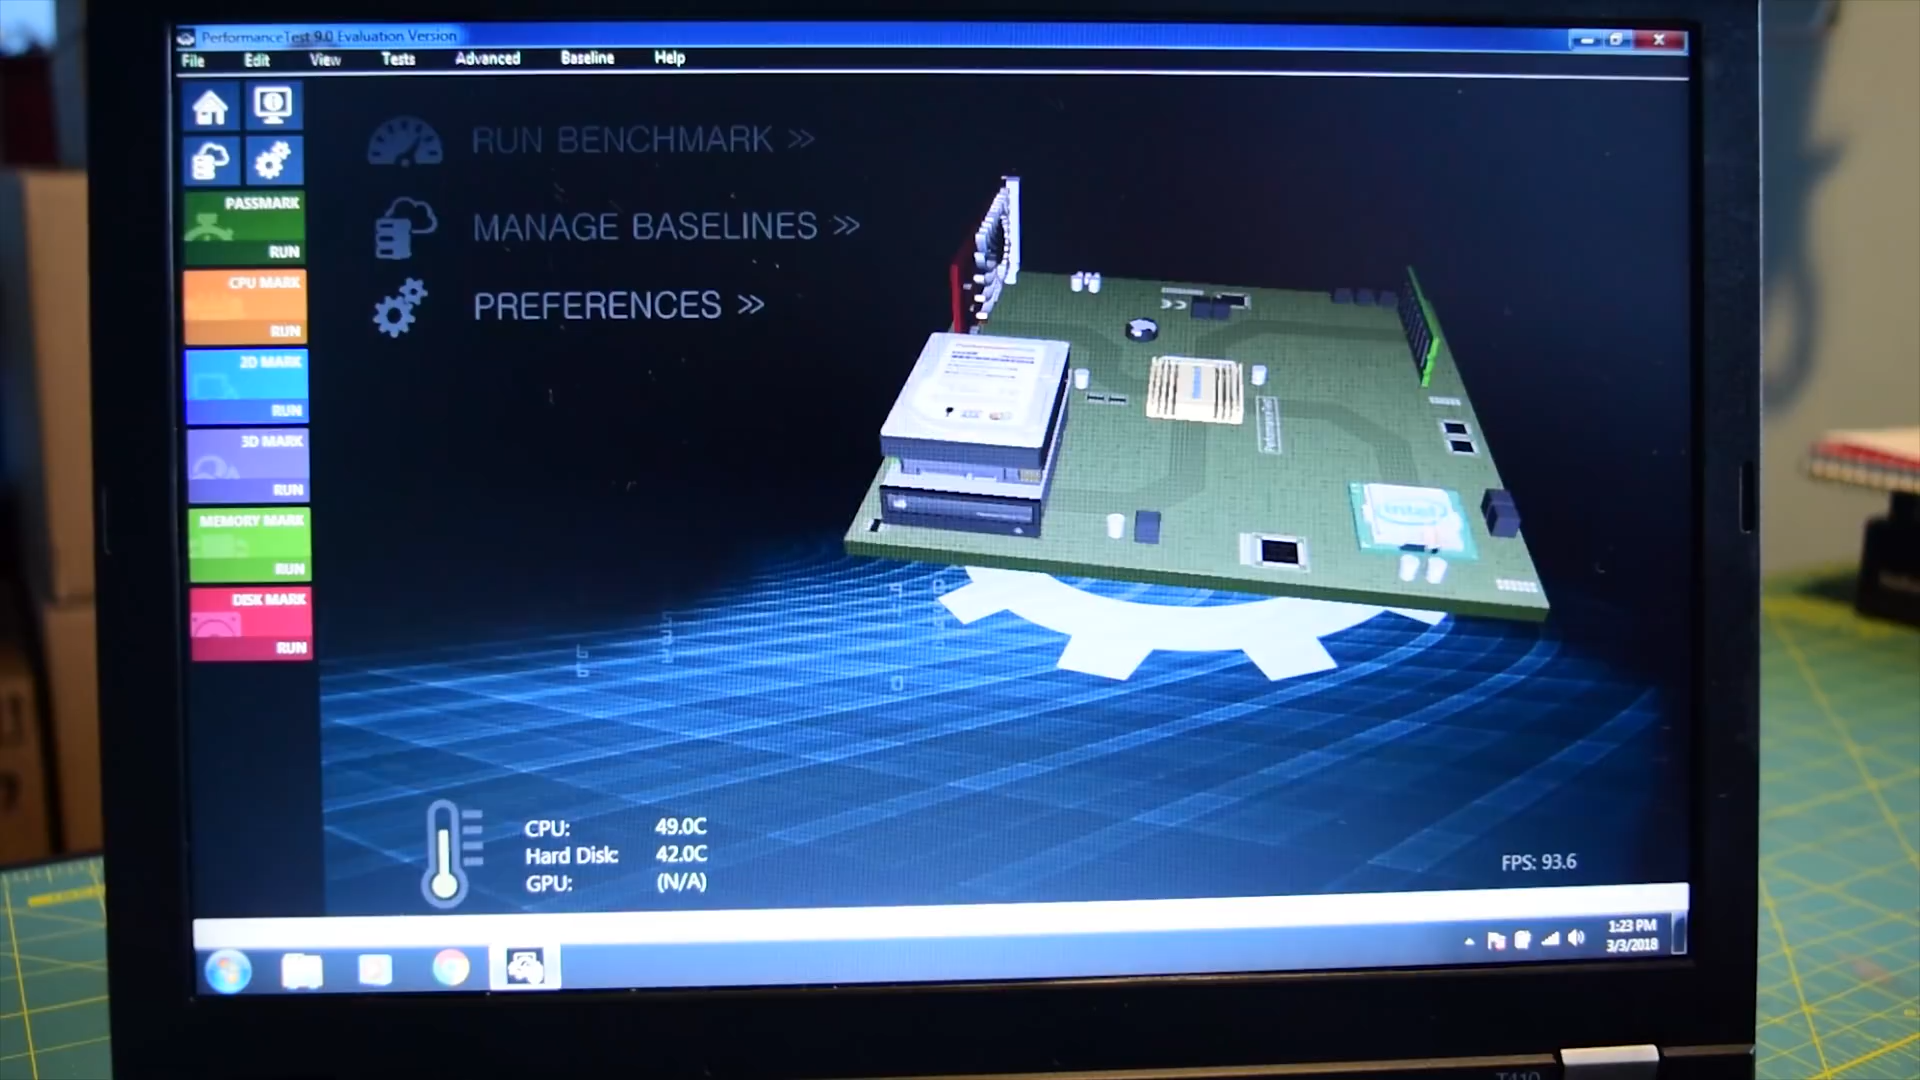 PerformanceTest 9.0 Evaluation Version
File Edit View Tests Advanced Baseline Help
RUN BENCHMARK >>
MANAGE BASELINES >>
PREFERENCES >>
PASSMARK
RUN
CPU MARK
RUN
2D MARK
RUN
3D MARK
RUN
MEMORY MARK
RUN
DISK MARK
RUN
intel
CPU: 49.0C
Hard Disk: 42.0C
GPU: (N/A)
FPS: 93.6
1:23 PM
3/3/2018
T410